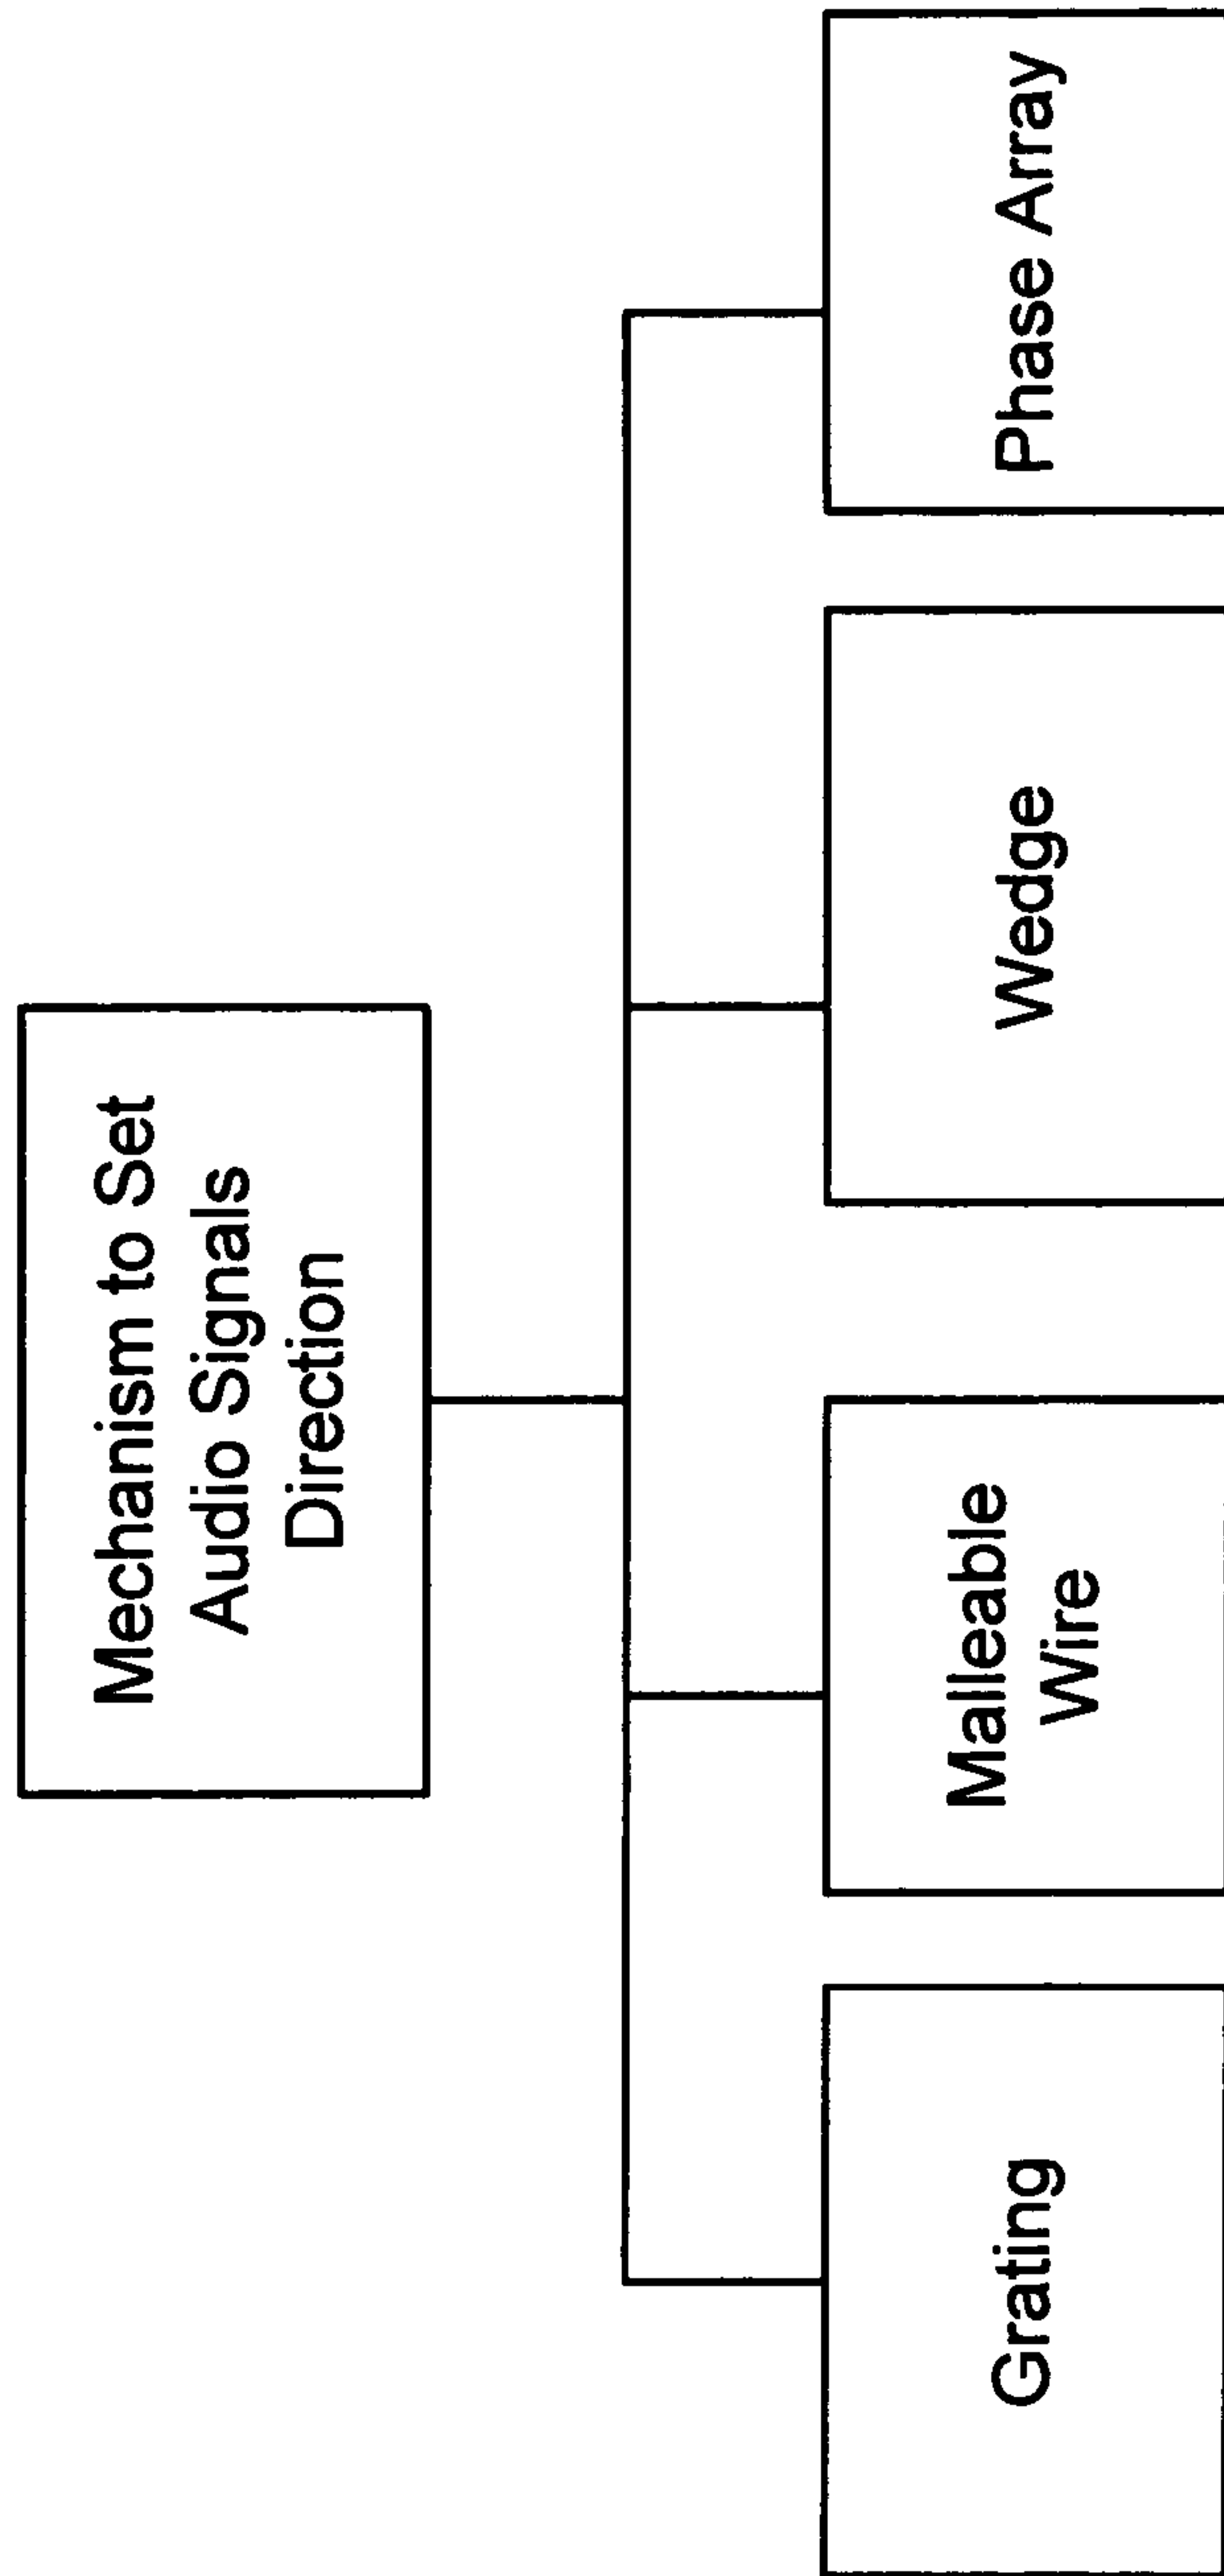 Mechanism to Set
Audio Signals
Direction
Grating
Malleable
Wire
Wedge
Phase Array